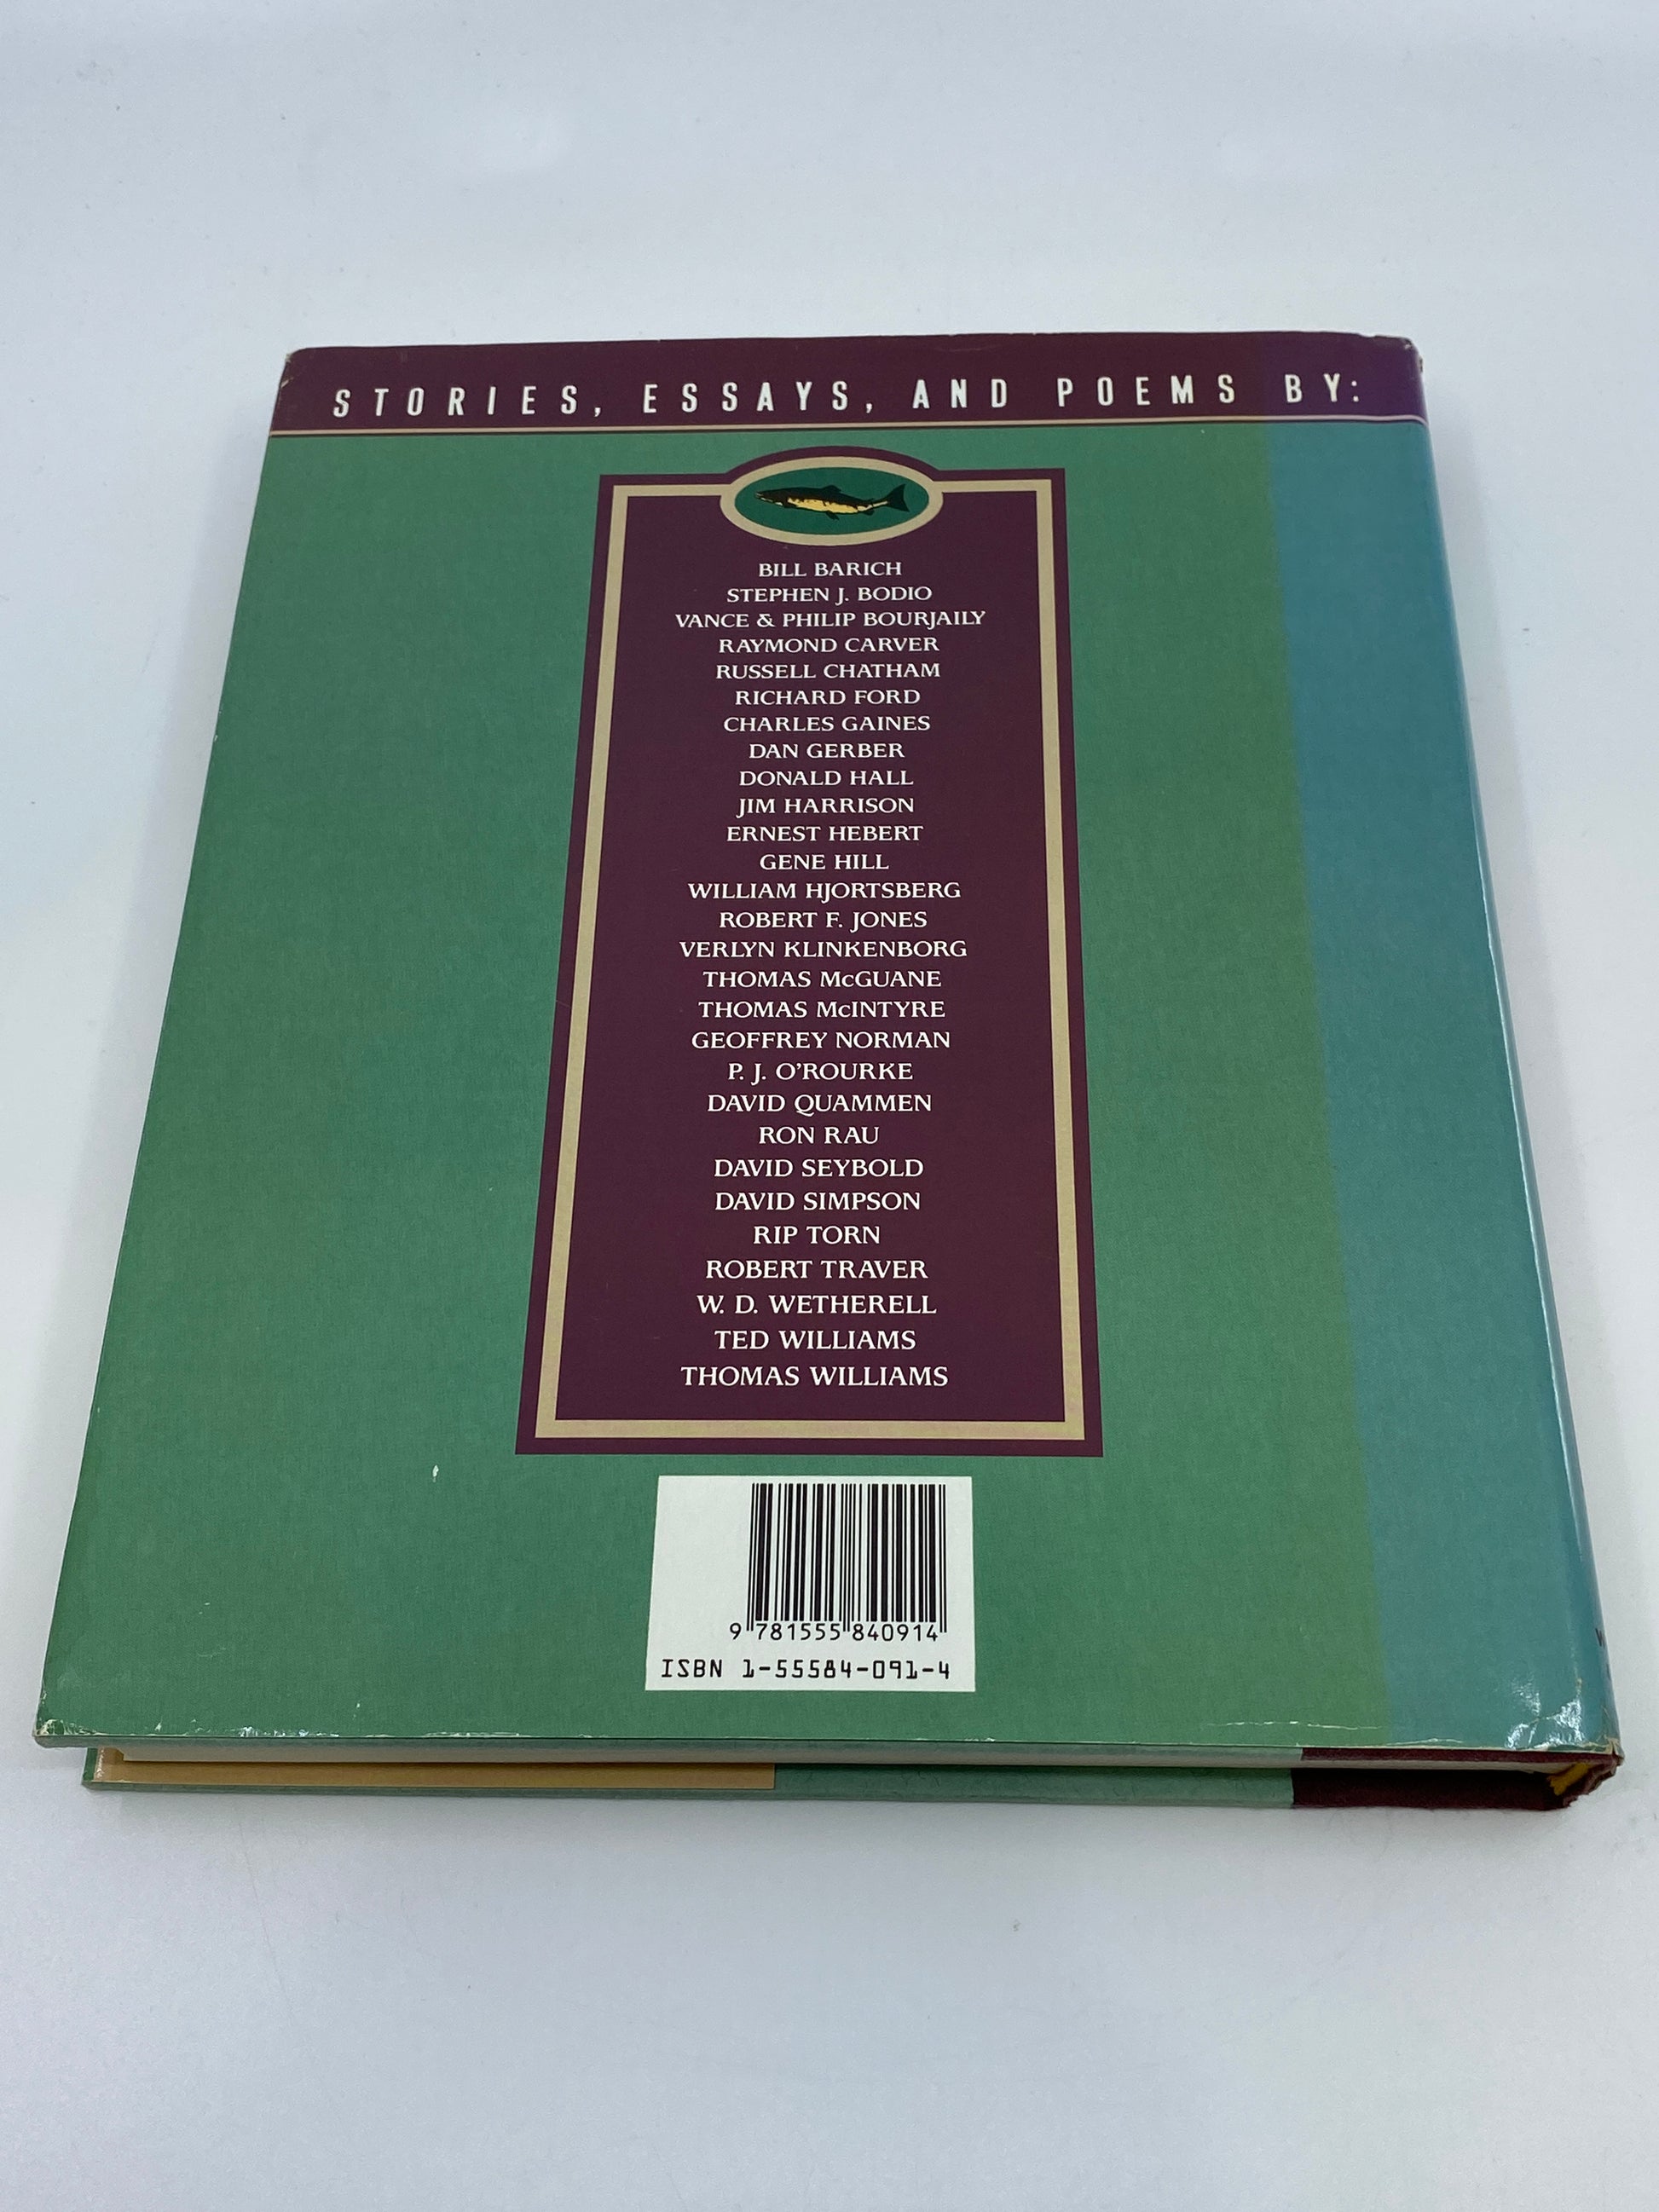 STORIES, ESSAYS, AND POEMS BY:
BILL BARICH
STEPHEN J. BODIO
VANCE & PHILIP BOURJAILY
RAYMOND CARVER
RUSSELL CHATHAM
RICHARD FORD
CHARLES GAINES
DAN GERBER
DONALD HALL
JIM HARRISON
ERNEST HEBERT
GENE HILL
WILLIAM HJORTSBERG
ROBERT F. JONES
VERLYN KLINKENBORG
THOMAS McGUANE
THOMAS McINTYRE
GEOFFREY NORMAN
P. J. O'ROURKE
DAVID QUAMMEN
RON RAU
DAVID SEYBOLD
DAVID SIMPSON
RIP TORN
ROBERT TRAVER
W. D. WETHERELL
TED WILLIAMS
THOMAS WILLIAMS
9 781555 840914
ISBN 1-55584-091-4